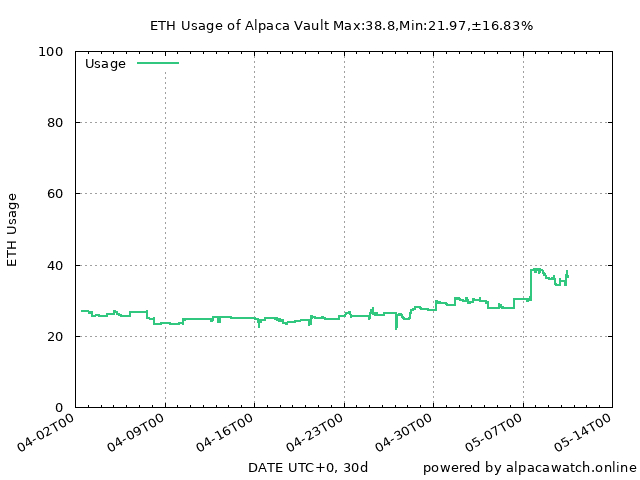 ETH Usage of Alpaca Vault Max:38.8,Min:21.97,±16.83%
Usage
100
80
60
40
20
0
ETH Usage
04-02T00
04-09T00
04-16T00
04-23T00
04-30T00
05-07T00
05-14T00
DATE UTC+0, 30d
powered by alpacawatch.online